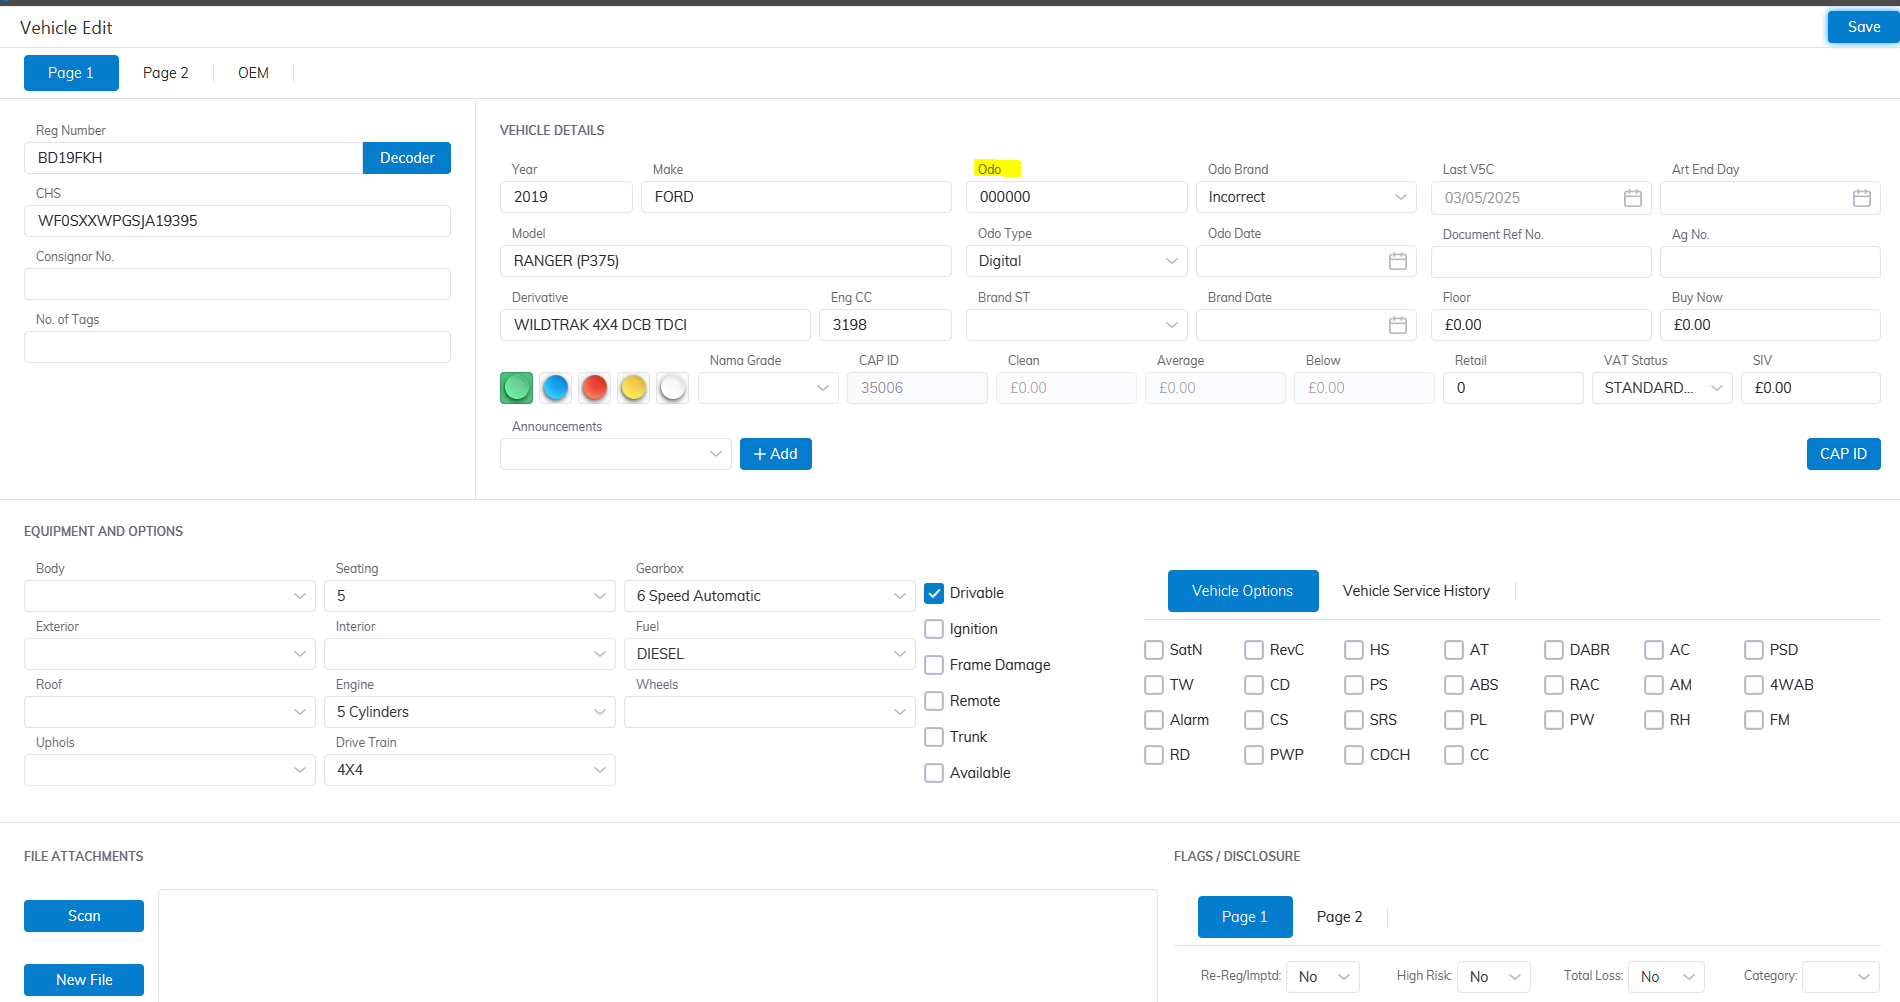 Vehicle Edit
Save
Page 1 Page 2 OEM
Reg Number
BD19FKH Decoder
CHS
WF0SXXWPGSJA19395
Consignor No.
No. of Tags
VEHICLE DETAILS
Year Make Odo Odo Brand Last V5C Art End Day
2019 FORD 000000 Incorrect 03/05/2025
Model Odo Type Odo Date Document Ref No. Ag No.
RANGER (P375) Digital
Derivative Eng CC Brand ST Brand Date Floor Buy Now
WILDTRAK 4X4 DCB TDCI 3198 £0.00 £0.00
Nama Grade CAP ID Clean Average Below Retail VAT Status SIV
35006 £0.00 £0.00 £0.00 0 STANDARD... £0.00
Announcements
+ Add CAP ID
EQUIPMENT AND OPTIONS
Body Seating Gearbox
5 6 Speed Automatic
Exterior Interior Fuel
DIESEL
Roof Engine Wheels
5 Cylinders
Uphols Drive Train
4X4
Drivable
Ignition
Frame Damage
Remote
Trunk
Available
Vehicle Options Vehicle Service History
SatN RevC HS AT DABR AC PSD
TW CD PS ABS RAC AM 4WAB
Alarm CS SRS PL PW RH FM
RD PWP CDCH CC
FILE ATTACHMENTS
Scan
New File
FLAGS / DISCLOSURE
Page 1 Page 2
Re-Reg/Imptd: No High Risk: No Total Loss: No Category: